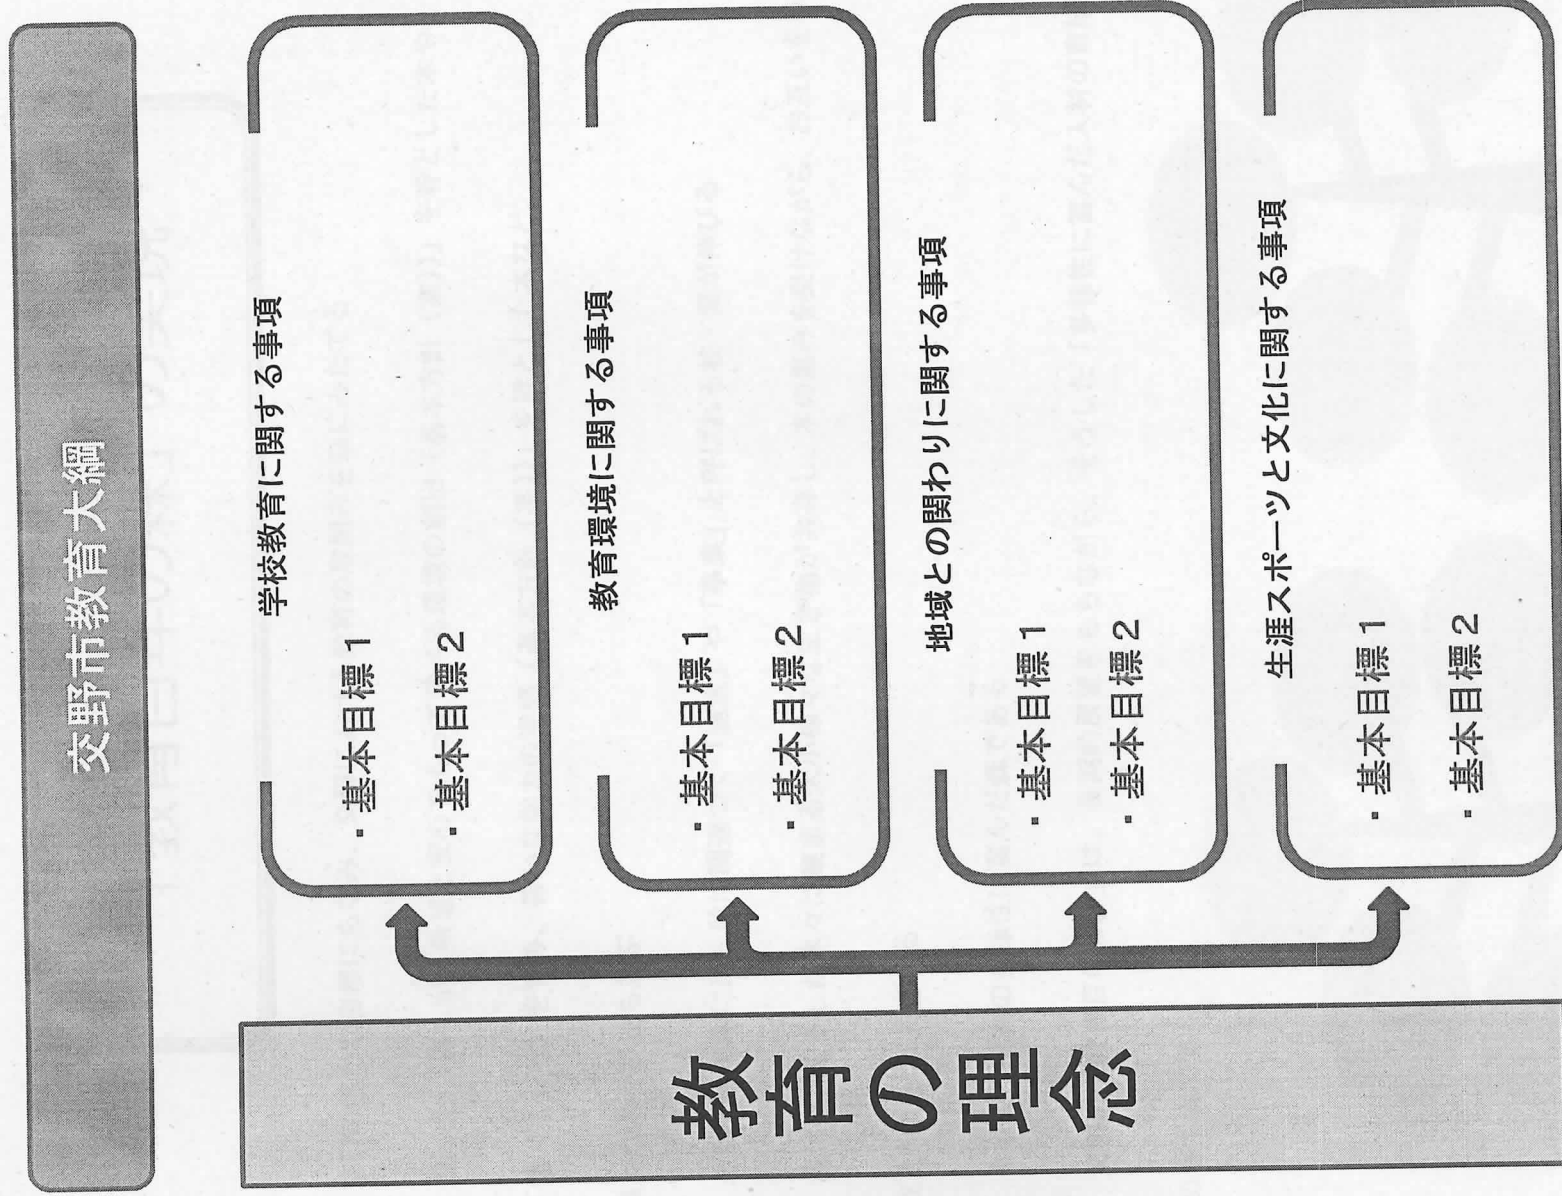 交野市教育大綱
教育の理念
学校教育に関する事項
・基本目標1
・基本目標2
教育環境に関する事項
・基本目標1
・基本目標2
地域との関わりに関する事項
・基本目標1
・基本目標2
生涯スポーツと文化に関する事項
・基本目標1
・基本目標2